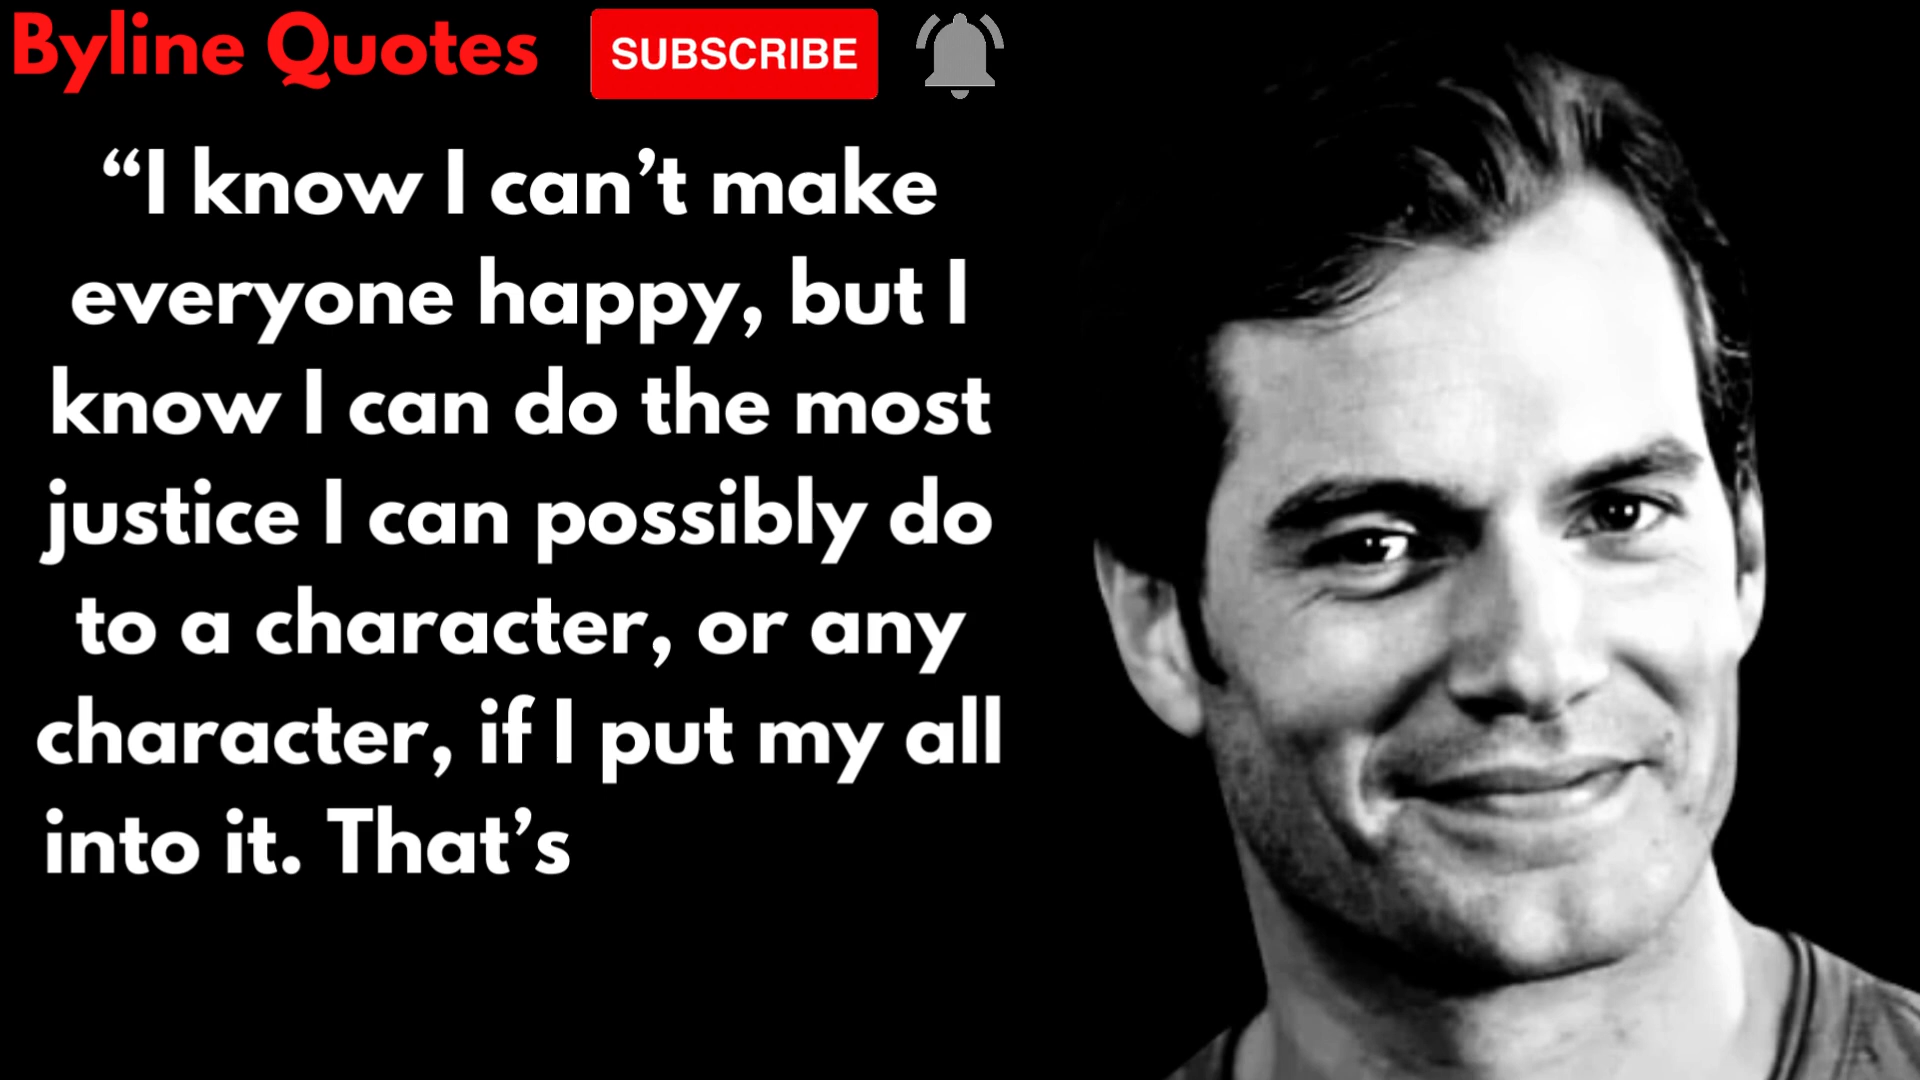 Byline Quotes
SUBSCRIBE
“I know I can’t make
everyone happy, but I
know I can do the most
justice I can possibly do
to a character, or any
character, if I put my all
into it. That’s